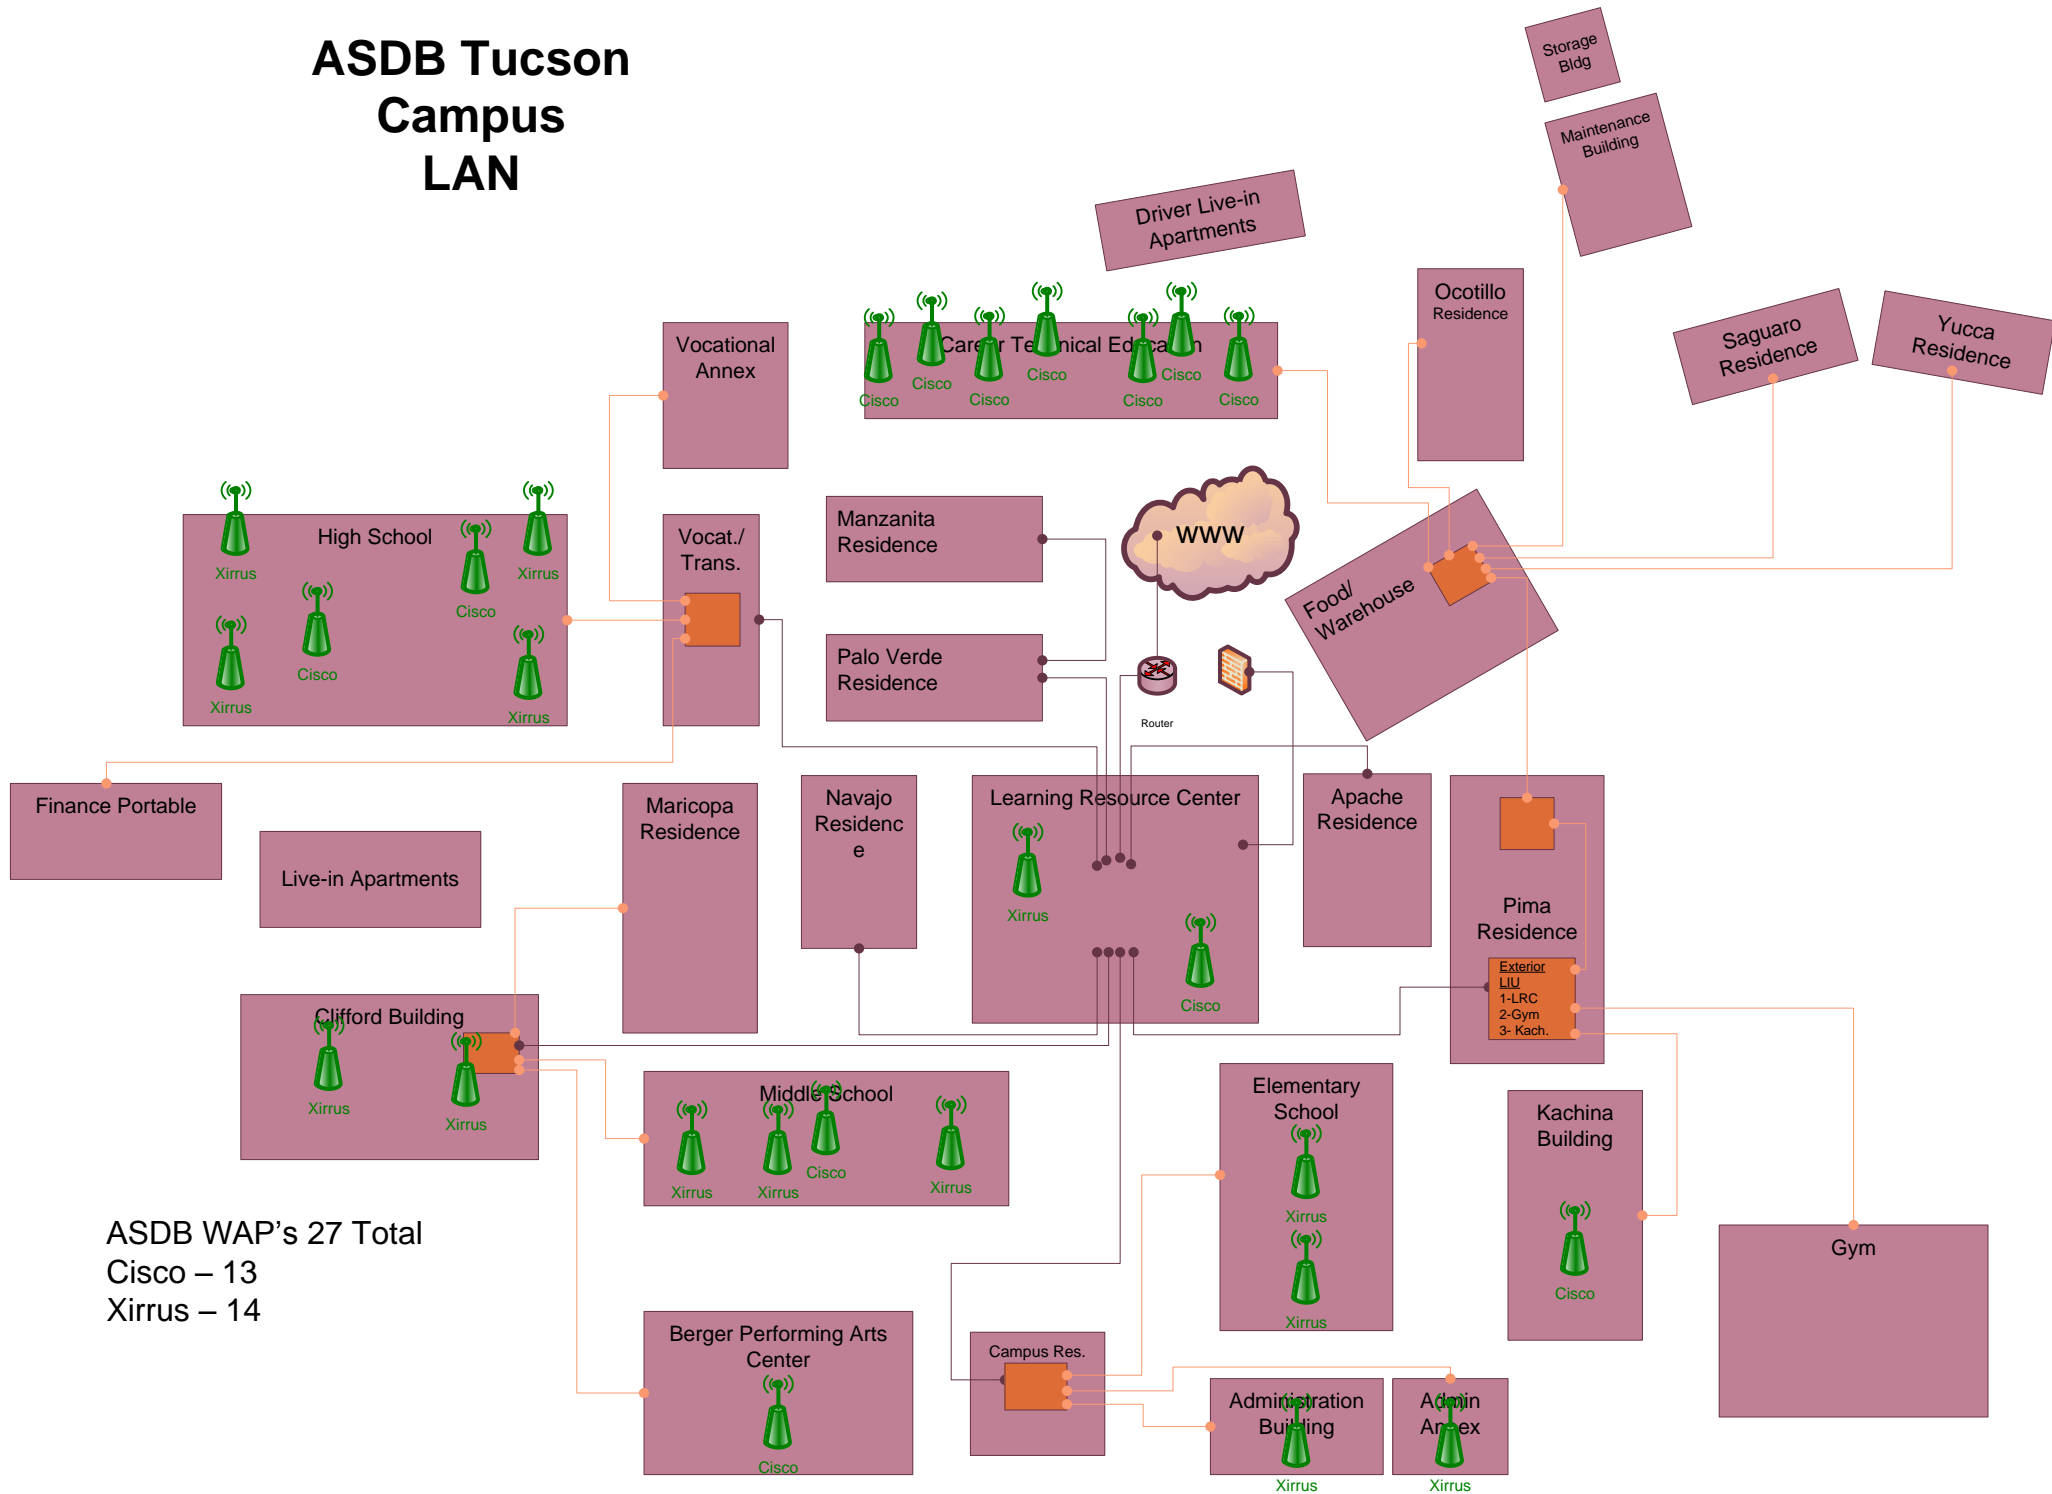 ASDB Tucson
Campus
LAN
Storage
Bldg
Maintenance
Building
Driver Live-in
Apartments
Ocotillo
Residence
Saguaro
Residence
Yucca
Residence
Vocational
Annex
Career Technical Education
Cisco
Cisco
Cisco
Cisco
Cisco
Cisco
Cisco
High School
Xirrus
Xirrus
Cisco
Cisco
Xirrus
Xirrus
Vocat./
Trans.
Manzanita
Residence
www
Food/
Warehouse
Palo Verde
Residence
Router
Finance Portable
Live-in Apartments
Maricopa
Residence
Navajo
Residenc
e
Learning Resource Center
Xirrus
Cisco
Apache
Residence
Pima
Residence
Exterior
LIU
1-LRC
2-Gym
3- Kach.
Clifford Building
Xirrus
Xirrus
Middle School
Xirrus
Xirrus
Cisco
Xirrus
Elementary
School
Xirrus
Xirrus
Kachina
Building
Cisco
Gym
ASDB WAP's 27 Total
Cisco – 13
Xirrus – 14
Berger Performing Arts
Center
Cisco
Campus Res.
Administration
Building
Xirrus
Admin
Annex
Xirrus